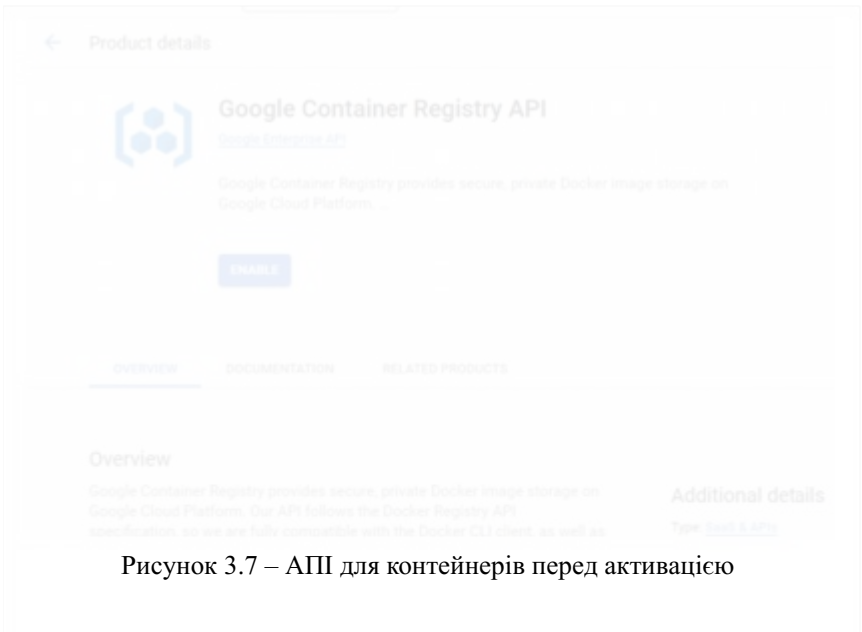 Product details
Google Container Registry API
Google Enterprise API
Google Container Registry provides secure, private Docker image storage on
Google Cloud Platform.
ENABLE
OVERVIEW DOCUMENTATION RELATED PRODUCTS
Overview
Google Container Registry provides secure, private Docker image storage on
Google Cloud Platform. Our API follows the Docker Registry API
specification, so we are fully compatible with the Docker CLI client, as well as
Additional details
Type: SaaS & APIs
Рисунок 3.7 – АПІ для контейнерів перед активацією